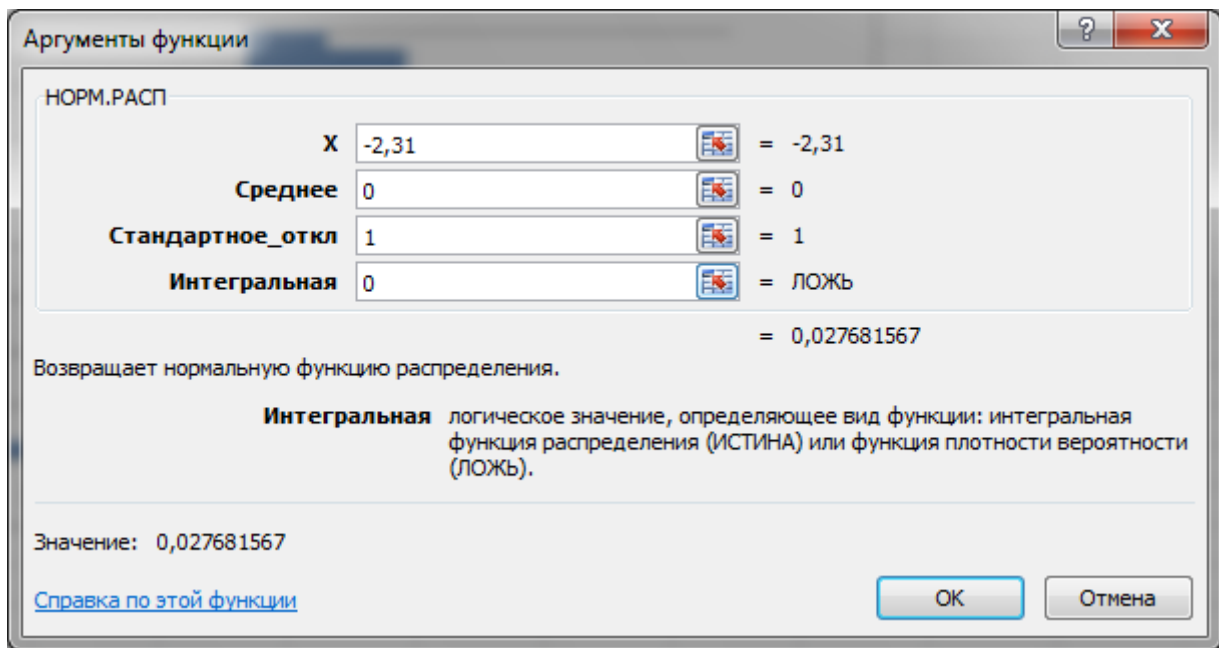 Аргументы функции
НОРМ.РАСП
X -2,31 = -2,31
Среднее 0 = 0
Стандартное_откл 1 = 1
Интегральная 0 = ЛОЖЬ
= 0,027681567
Возвращает нормальную функцию распределения.
Интегральная логическое значение, определяющее вид функции: интегральная
функция распределения (ИСТИНА) или функция плотности вероятности
(ЛОЖЬ).
Значение: 0,027681567
Справка по этой функции
ОК Отмена